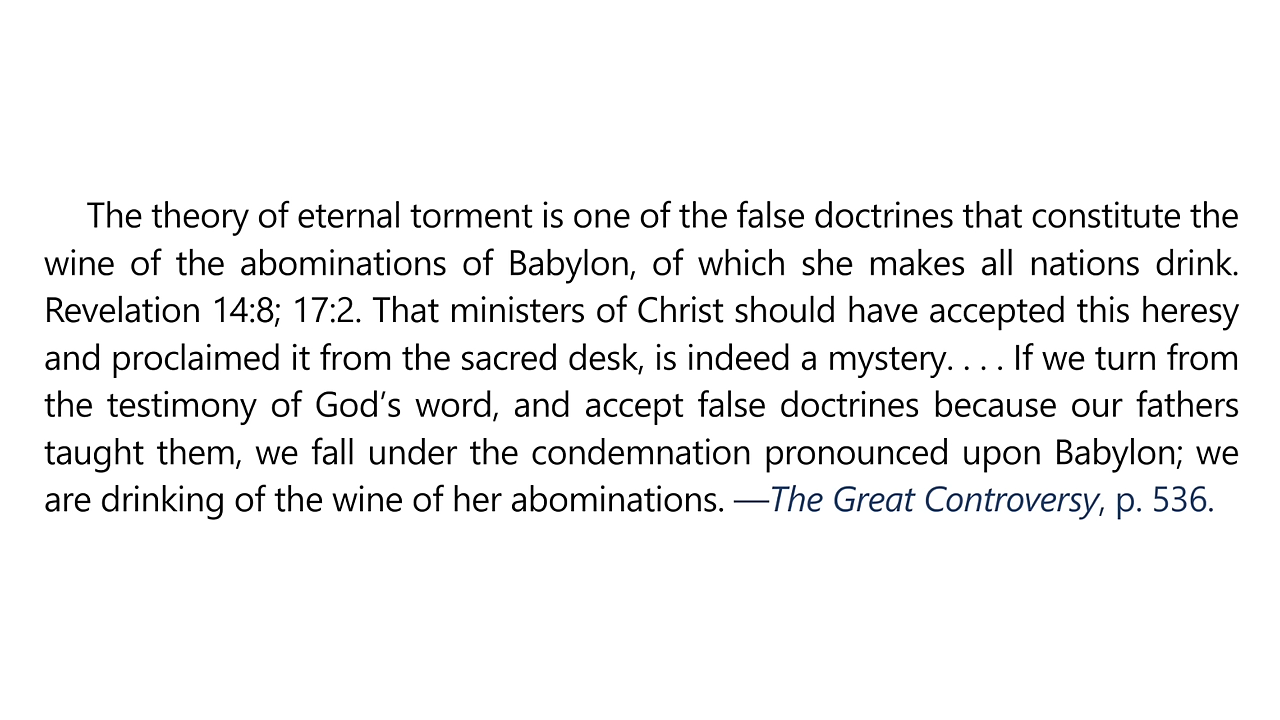 The theory of eternal torment is one of the false doctrines that constitute the
wine of the abominations of Babylon, of which she makes all nations drink.
Revelation 14:8; 17:2. That ministers of Christ should have accepted this heresy
and proclaimed it from the sacred desk, is indeed a mystery. . . . If we turn from
the testimony of God’s word, and accept false doctrines because our fathers
taught them, we fall under the condemnation pronounced upon Babylon; we
are drinking of the wine of her abominations. —The Great Controversy, p. 536.